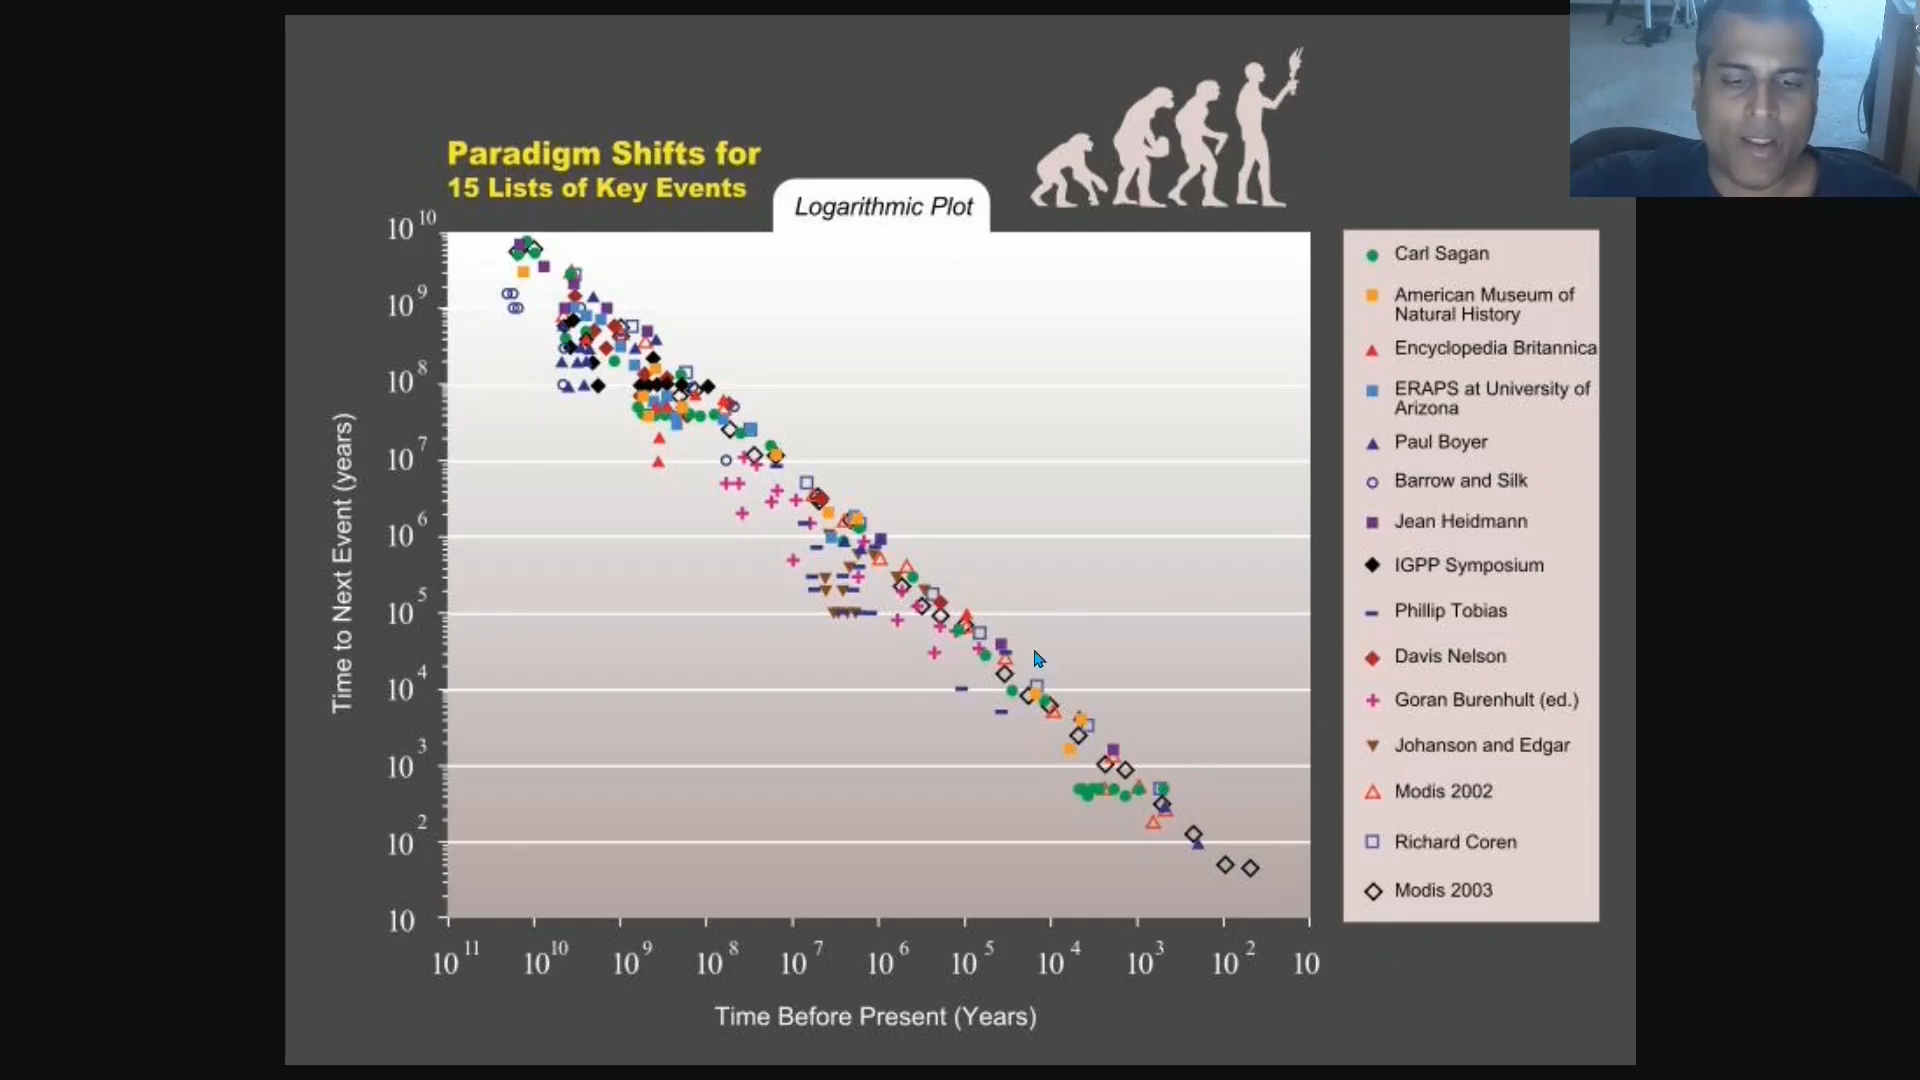 Paradigm Shifts for
15 Lists of Key Events
Logarithmic Plot
Time to Next Event (years)
10 10
10 9
10 8
10 7
10 6
10 5
10 4
10 3
10 2
10
10 11
10 10
10 9
10 8
10 7
10 6
10 5
10 4
10 3
10 2
10
Time Before Present (Years)
Carl Sagan
American Museum of
Natural History
Encyclopedia Britannica
ERAPS at University of
Arizona
Paul Boyer
Barrow and Silk
Jean Heidmann
IGPP Symposium
Phillip Tobias
Davis Nelson
Goran Burenhult (ed.)
Johanson and Edgar
Modis 2002
Richard Coren
Modis 2003